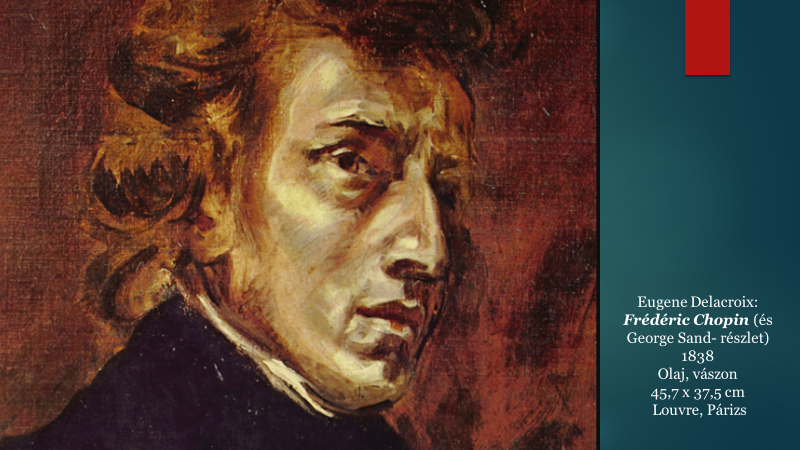 Eugene Delacroix:
Frédéric Chopin (és
George Sand- részlet)
1838
Olaj, vászon
45,7 x 37,5 cm
Louvre, Párizs